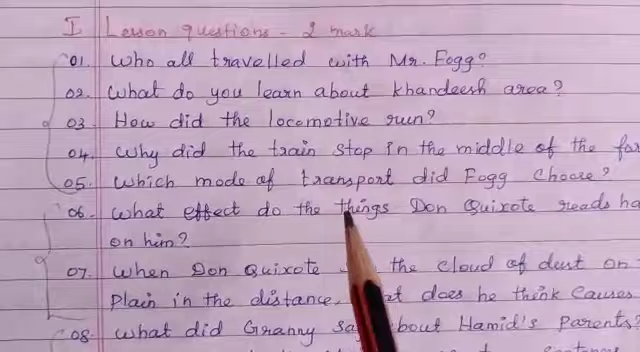 I Lesson questions - 2 mark
01. Who all travelled with Mr. Fogg?
02. What do you learn about Khandeesh area?
03. How did the locomotive run?
04. Why did the train stop in the middle of the
05. Which mode of transport did Fogg choose?
06. What effect do the things Don Quixote reads
on him?
07. When Don Quixote the cloud of dust on
Plain in the distance, does he think causes
08. What did Granny about Hamid's parents?